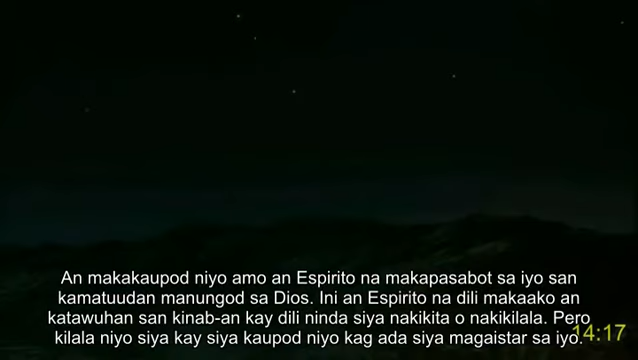 An makakaupod niyo amo an Espirito na makapasabot sa iyo san
kamatuudan manungod sa Dios. Ini an Espirito na dili makaako an
katawuhan san kinab-an kay dili ninda siya nakikita o nakikilala. Pero
kilala niyo siya kay siya kaupod niyo kag ada siya magaistar sa iyo.
14:17